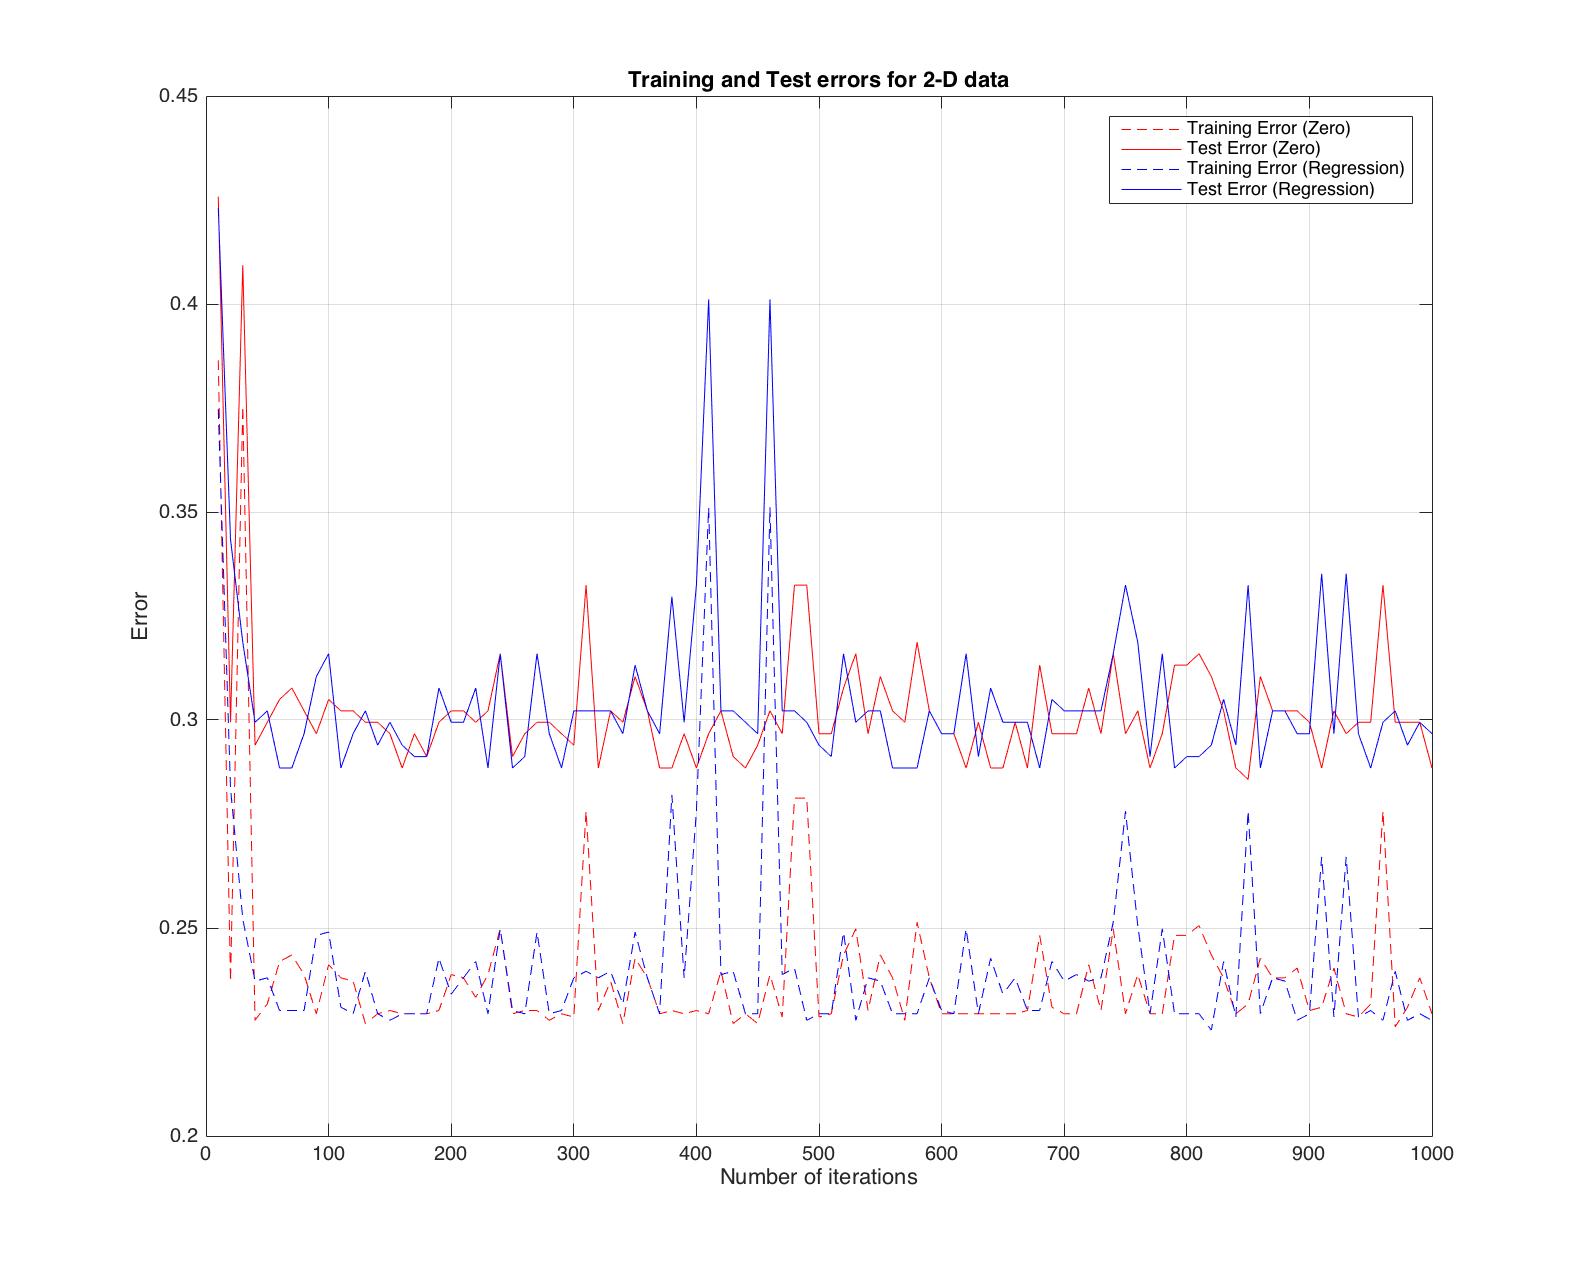 Training and Test errors for 2-D data
0.45
0.4
0.35
0.3
0.25
0.2
Error
Training Error (Zero)
Test Error (Zero)
Training Error (Regression)
Test Error (Regression)
0 100 200 300 400 500 600 700 800 900 1000
Number of iterations